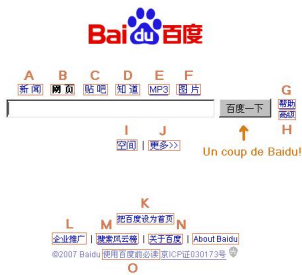 Bai du 百度
A B C D E F
新闻 网页 贴吧 知道 MP3 图片
G
百度一下 帮助
高级
H
I J
空间 | 更多>>
Un coup de Baidu!
K
把百度设为首页
L M N
企业推广 | 搜索风云榜 | 关于百度 | About Baidu
©2007 Baidu 使用百度前必读 京ICP证030173号
O